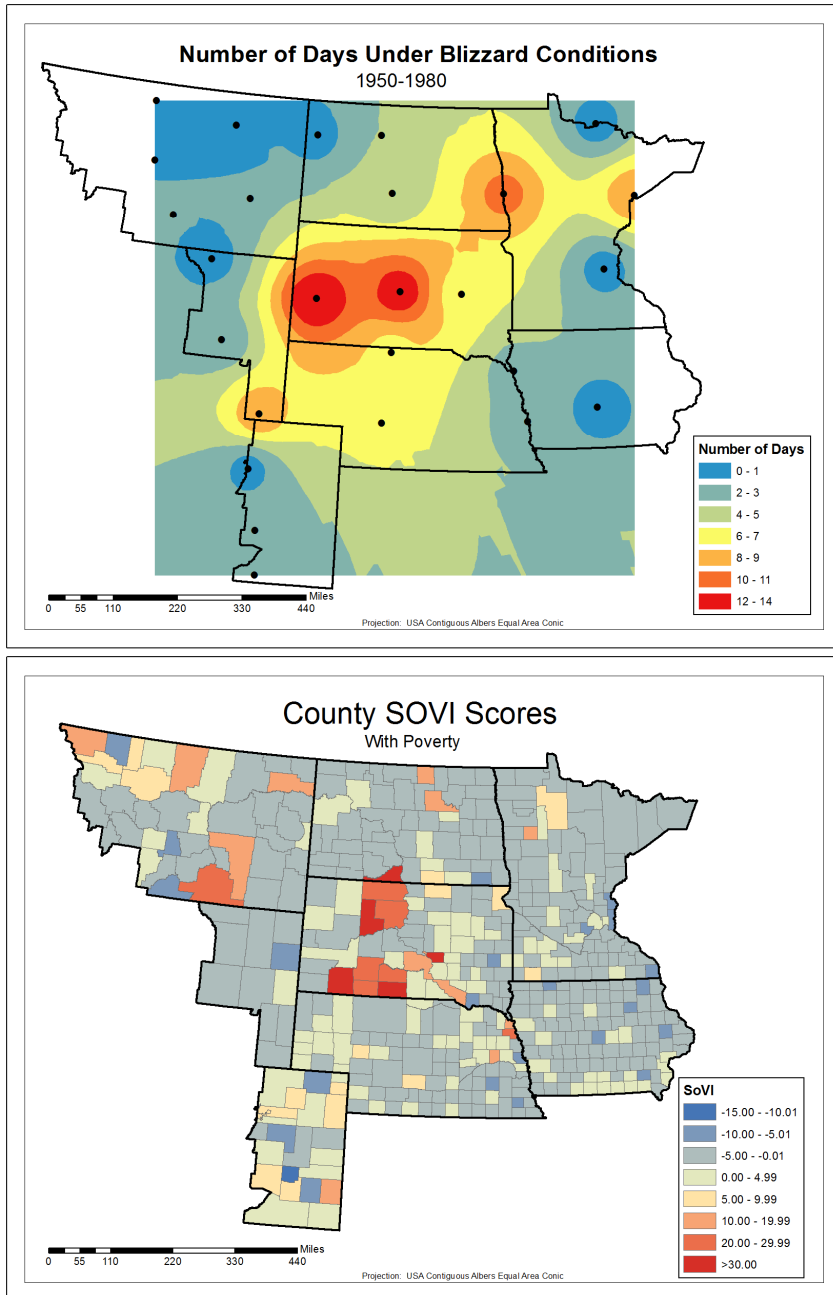 Number of Days Under Blizzard Conditions
1950-1980
Number of Days
0 - 1
2 - 3
4 - 5
6 - 7
8 - 9
10 - 11
12 - 14
Miles
0 55 110 220 330 440
Projection: USA Contiguous Albers Equal Area Conic
County SOVI Scores
With Poverty
SoVI
-15.00 - -10.01
-10.00 - -5.01
-5.00 - -0.01
0.00 - 4.99
5.00 - 9.99
10.00 - 19.99
20.00 - 29.99
>30.00
Miles
0 55 110 220 330 440
Projection: USA Contiguous Albers Equal Area Conic